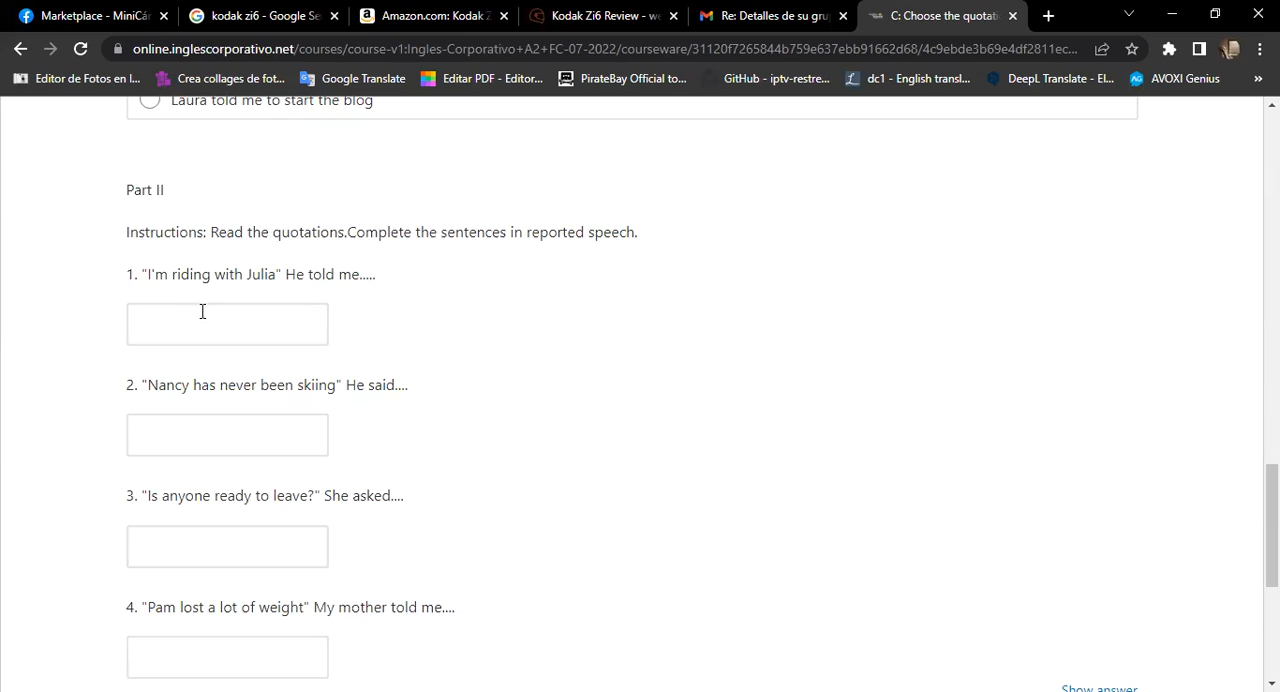 Marketplace - MiniCá
kodak zi6 - Google Se
Amazon.com: Kodak Z
Kodak Zi6 Review - we
Re: Detalles de su gru
C: Choose the quotati
online.inglescorporativo.net/courses/course-v1:Ingles-Corporativo+A2+FC-07-2022/courseware/31120f7265844b759e637ebb91662d68/4c9ebde3b69e4df2811ec...
Editor de Fotos en l...
Crea collages de fot...
Google Translate
Editar PDF - Editor...
PirateBay Official to...
GitHub - iptv-restre...
dc1 - English transl...
DeepL Translate - El...
AVOXI Genius
»
Laura told me to start the blog
Part II
Instructions: Read the quotations.Complete the sentences in reported speech.
1. "I'm riding with Julia" He told me.....
2. "Nancy has never been skiing" He said....
3. "Is anyone ready to leave?" She asked....
4. "Pam lost a lot of weight" My mother told me....
Show answer